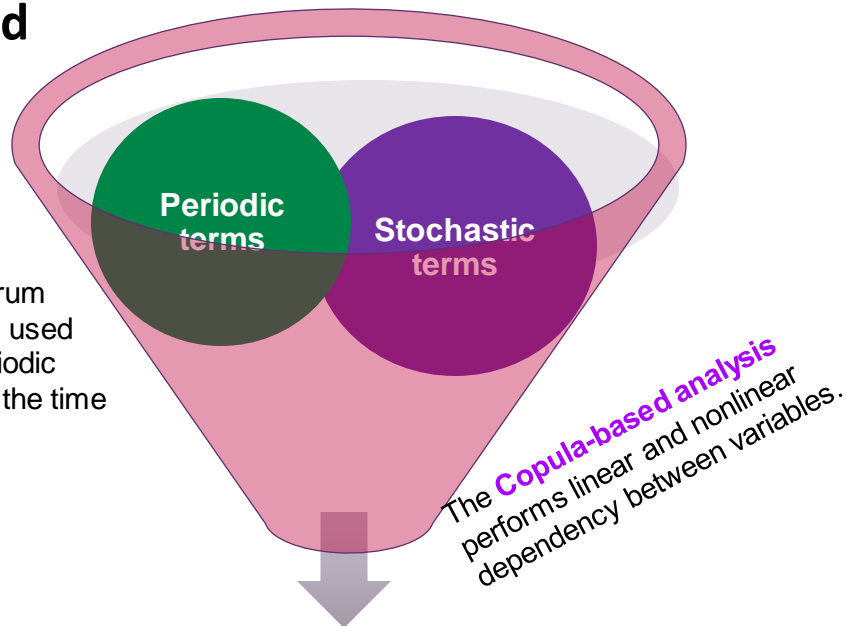 d
Periodic
terms
Stochastic
terms
rum
used
iodic
the time
The Copula-based analysis
performs linear and nonlinear
dependency between variables.